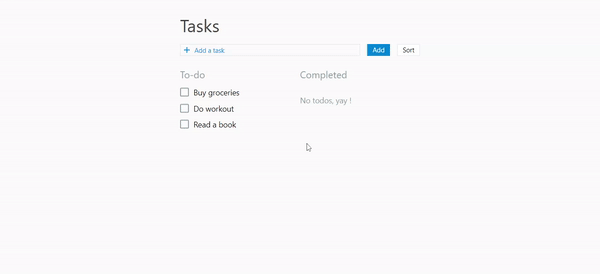 Tasks
Add a task
Add
Sort
To-do
Completed
Buy groceries
No todos, yay !
Do workout
Read a book